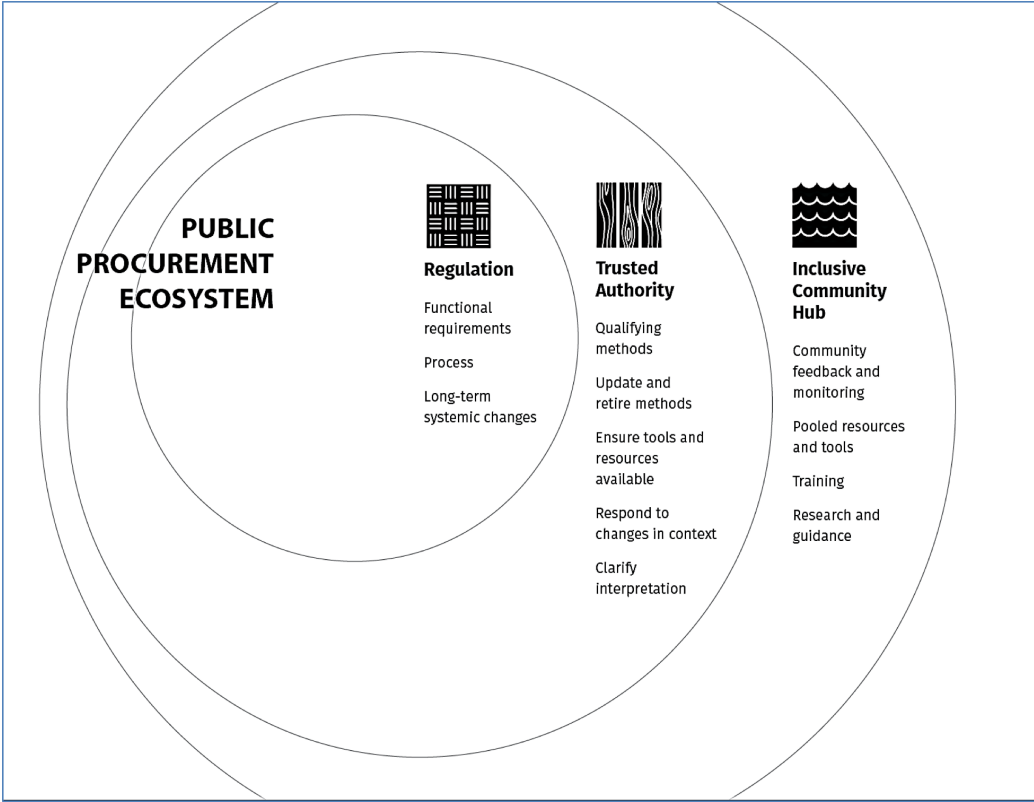 PUBLIC
PROCUREMENT
ECOSYSTEM
Regulation
Functional
requirements
Process
Long-term
systemic changes
Trusted
Authority
Qualifying
methods
Update and
retire methods
Ensure tools and
resources
available
Respond to
changes in context
Clarify
interpretation
Inclusive
Community
Hub
Community
feedback and
monitoring
Pooled resources
and tools
Training
Research and
guidance